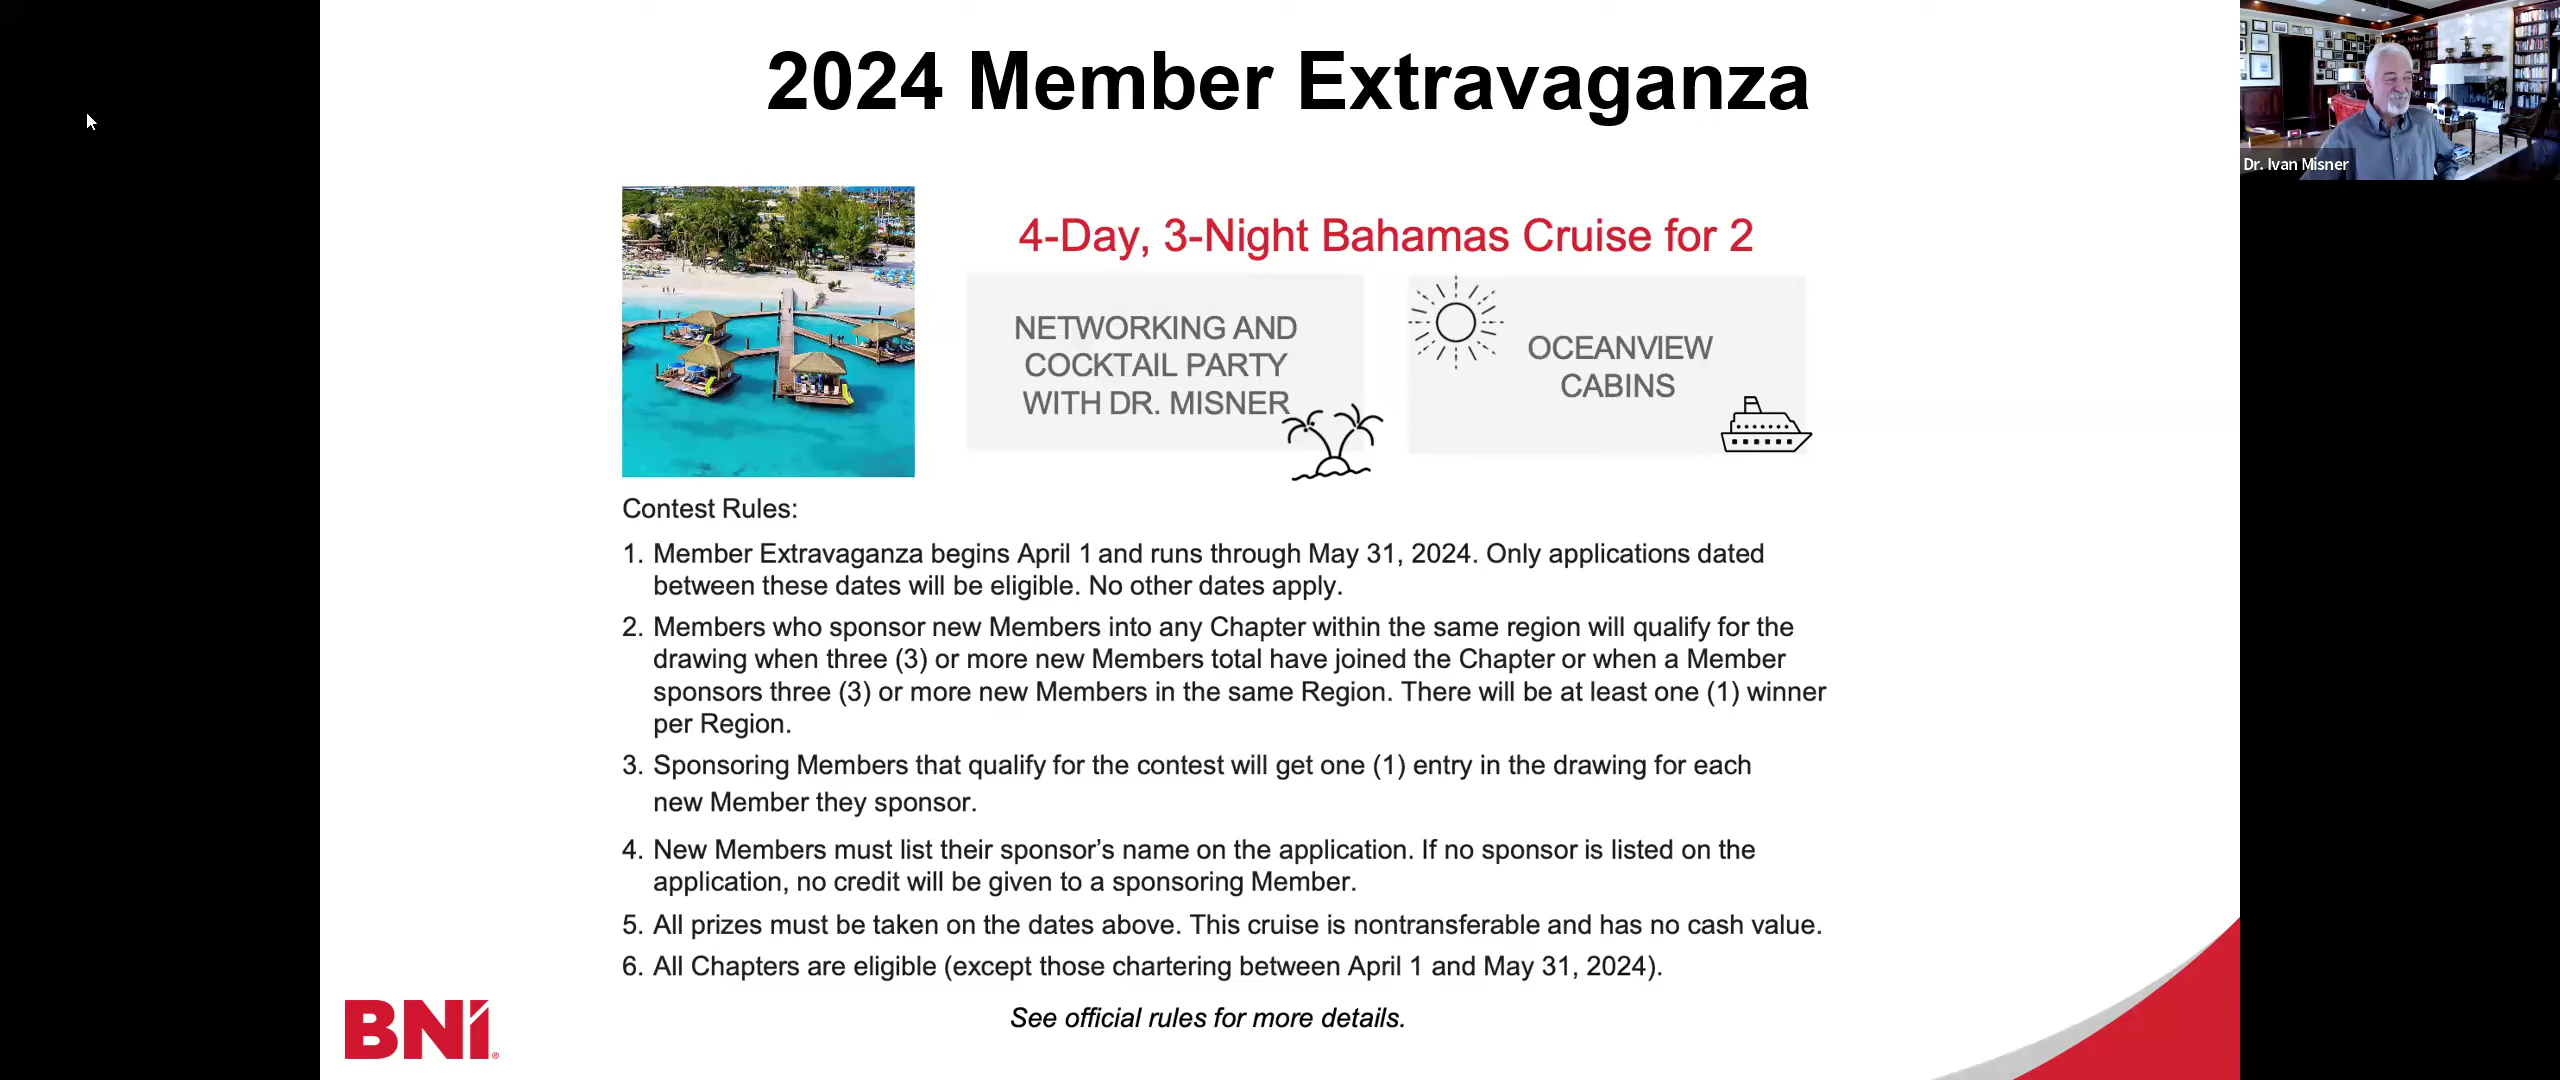 2024 Member Extravaganza
Dr. Ivan Misner
4-Day, 3-Night Bahamas Cruise for 2
NETWORKING AND
COCKTAIL PARTY
WITH DR. MISNER
OCEANVIEW
CABINS
Contest Rules:
1. Member Extravaganza begins April 1 and runs through May 31, 2024. Only applications dated
between these dates will be eligible. No other dates apply.
2. Members who sponsor new Members into any Chapter within the same region will qualify for the
drawing when three (3) or more new Members total have joined the Chapter or when a Member
sponsors three (3) or more new Members in the same Region. There will be at least one (1) winner
per Region.
3. Sponsoring Members that qualify for the contest will get one (1) entry in the drawing for each
new Member they sponsor.
4. New Members must list their sponsor’s name on the application. If no sponsor is listed on the
application, no credit will be given to a sponsoring Member.
5. All prizes must be taken on the dates above. This cruise is nontransferable and has no cash value.
6. All Chapters are eligible (except those chartering between April 1 and May 31, 2024).
See official rules for more details.
BNI®